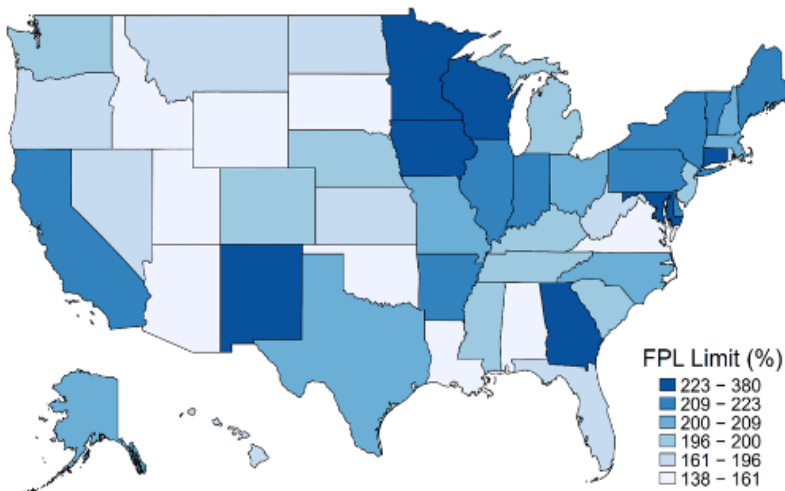 FPL Limit (%)
223 – 380
209 – 223
200 – 209
196 – 200
161 – 196
138 – 161